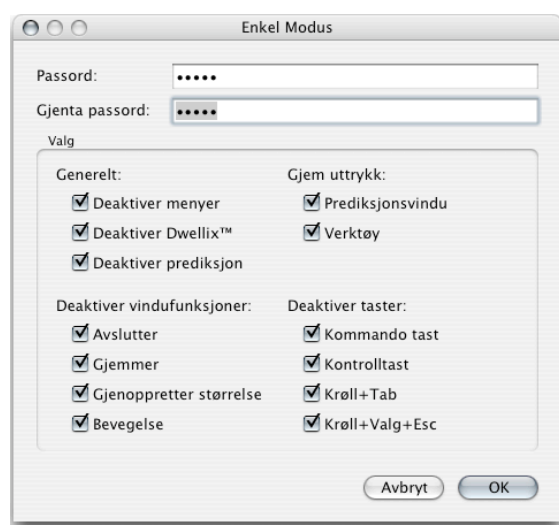 Enkel Modus
Passord: •••••
Gjenta passord: •••••
Valg
Generelt:
Deaktiver menyer
Deaktiver Dwellix™
Deaktiver prediksjon
Gjem uttrykk:
Prediksjonsvindu
Verktøy
Deaktiver vindufunksjoner:
Avslutter
Gjemmer
Gjenoppretter størrelse
Bevegelse
Deaktiver taster:
Kommando tast
Kontrolltast
Krøll+Tab
Krøll+Valg+Esc
Avbryt
OK